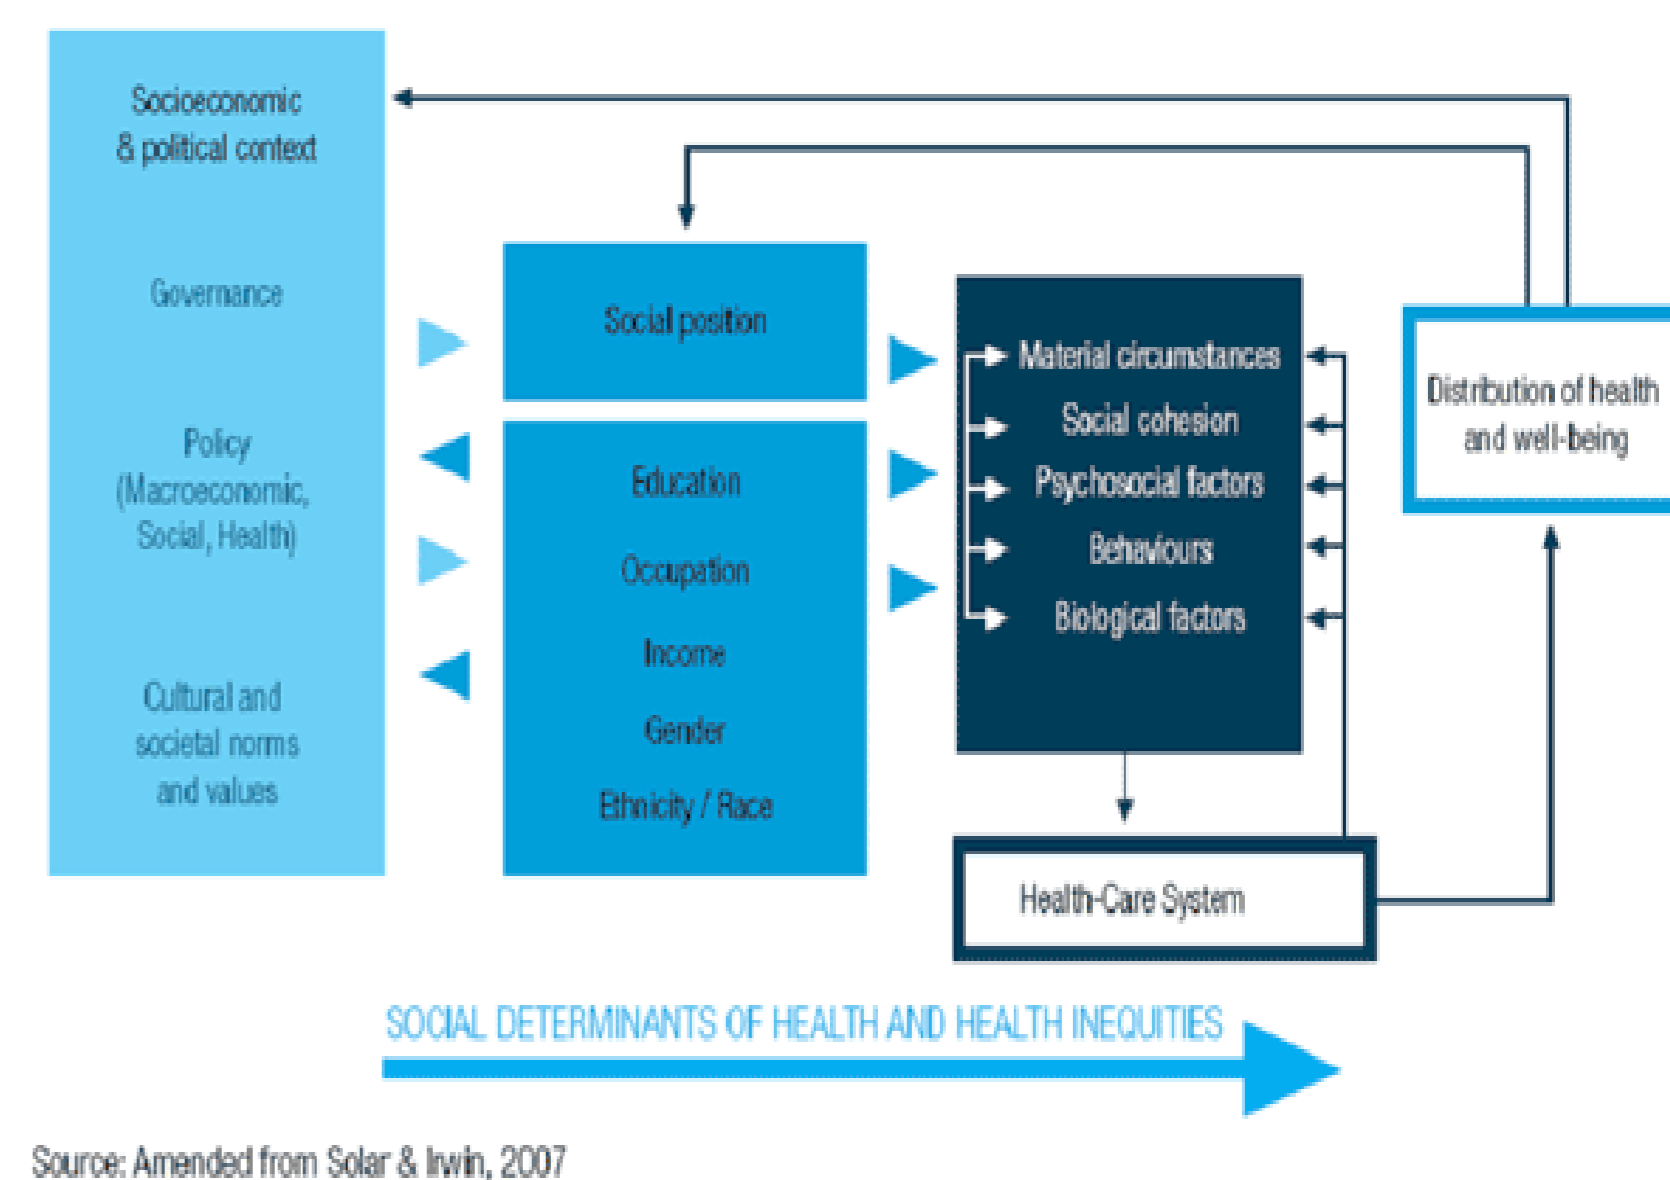 Socioeconomic
& political context
Governance
Policy
(Macroeconomic,
Social, Health)
Cultural and
societal norms
and values
Social position
Education
Occupation
Income
Gender
Ethnicity / Race
Material circumstances
Social cohesion
Psychosocial factors
Behaviours
Biological factors
Health-Care System
Distribution of health
and well-being
SOCIAL DETERMINANTS OF HEALTH AND HEALTH INEQUITIES
Source: Amended from Solar & Irwin, 2007